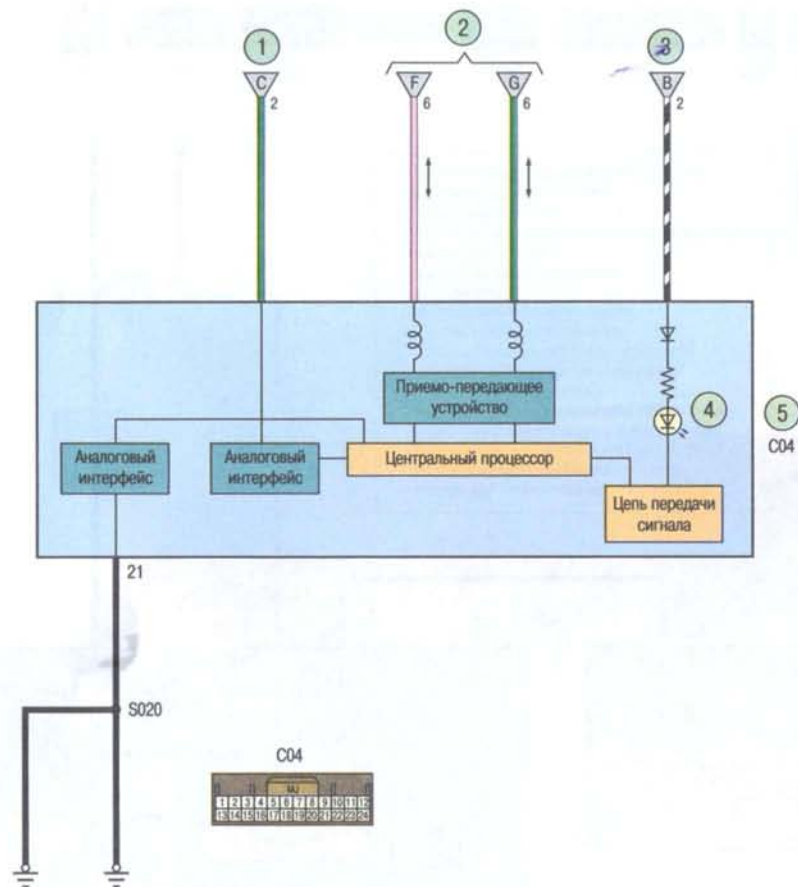 1
2
3
C
F
G
B
2
6
6
2
Приемо-передающее
устройство
4
5
C04
Аналоговый
интерфейс
Аналоговый
интерфейс
Центральный процессор
Цепь передачи
сигнала
21
S020
C04
MU
1 2 3 4 5 6 7 8 9 10 11 12
13 14 15 16 17 18 19 20 21 22 23 24